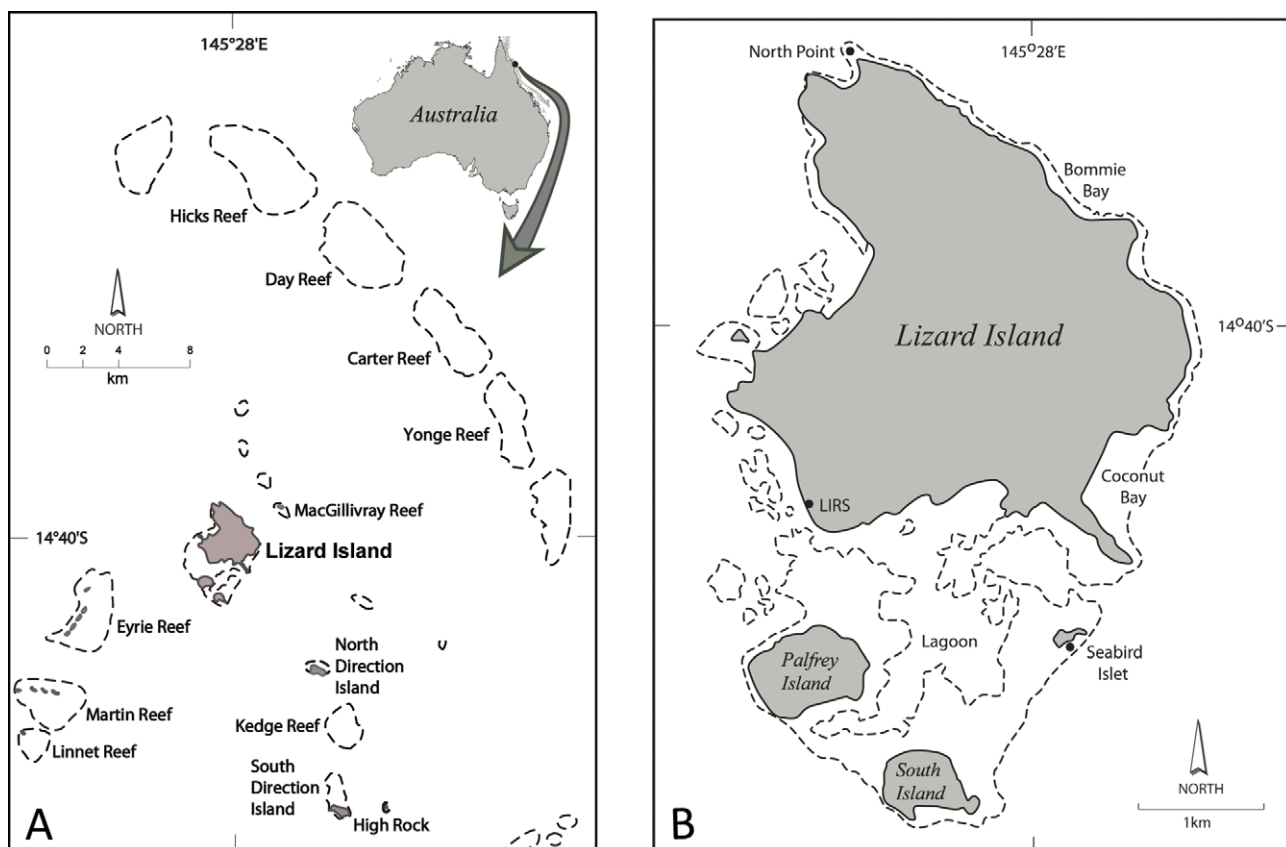 145°28'E
Australia
Hicks Reef
Day Reef
NORTH
0 2 4 8
km
Carter Reef
Yonge Reef
MacGillivray Reef
14°40'S
Lizard Island
Eyrie Reef
North
Direction
Island
Martin Reef
Kedge Reef
Linnet Reef
South
Direction
Island
High Rock
A
North Point
145°28'E
Bommie
Bay
Lizard Island
14°40'S
Coconut
Bay
LIRS
Lagoon
Palfrey
Island
Seabird
Islet
South
Island
NORTH
1km
B